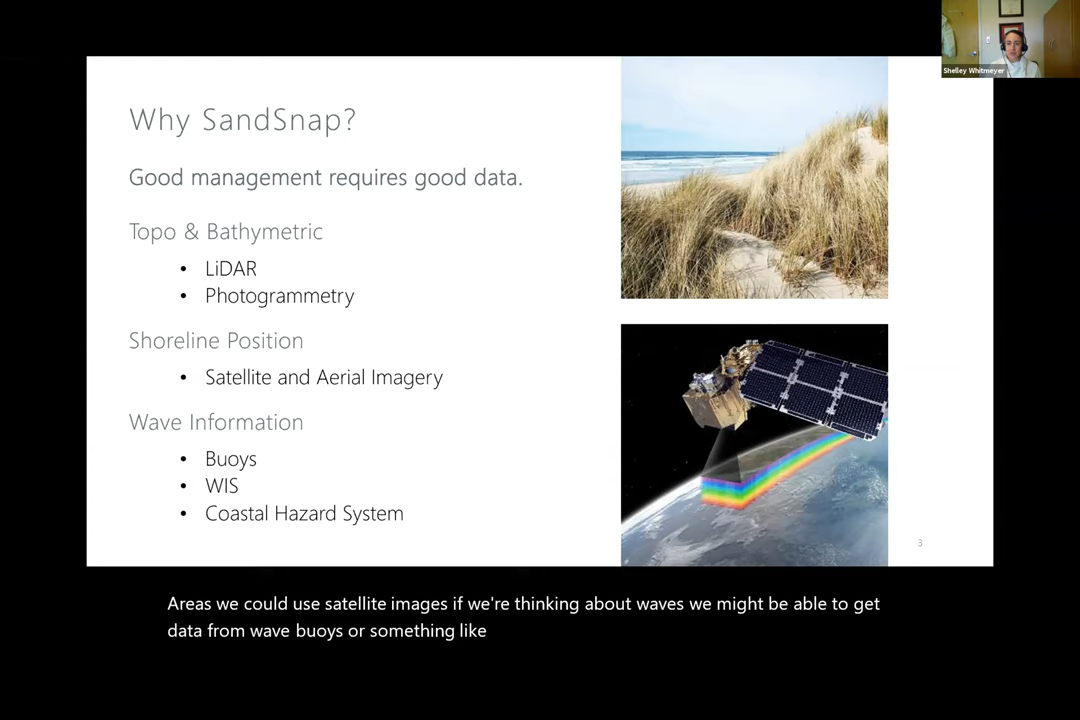 Shelley Whitmeyer
Why SandSnap?
Good management requires good data.
Topo & Bathymetric
• LiDAR
• Photogrammetry
Shoreline Position
• Satellite and Aerial Imagery
Wave Information
• Buoys
• WIS
• Coastal Hazard System
3
Areas we could use satellite images if we're thinking about waves we might be able to get
data from wave buoys or something like